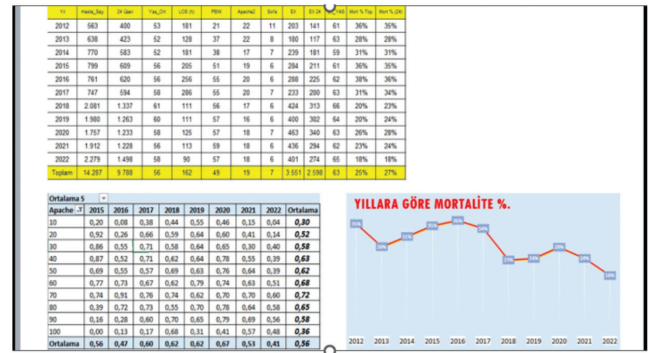 Yıl Hasta_Say 24 Üzeri Yaş_Ort LOS (h) Apache2 Sofa EX EX 24 Mort % Top Mort % (24)
2012 563 400 53 181 21 22 11 203 141 61 36% 35%
2013 638 423 52 128 37 22 8 180 117 63 28% 28%
2014 770 583 52 181 38 17 7 239 181 59 31% 31%
2015 799 609 56 205 51 19 6 284 211 61 36% 35%
2016 761 620 56 256 55 20 6 288 225 62 38% 36%
2017 747 594 58 286 55 20 7 233 200 63 31% 34%
2018 2.081 1.337 61 111 56 17 6 424 313 66 20% 23%
2019 1.980 1.263 60 111 57 16 6 400 302 64 20% 24%
2020 1.757 1.233 58 125 57 18 7 463 340 63 26% 28%
2021 1.912 1.228 56 113 59 18 6 436 294 62 23% 24%
2022 2.279 1.498 58 90 57 18 6 401 274 65 18% 18%
Toplam 14.287 9.788 56 162 49 19 7 3.551 2.598 63 25% 27%
Ortalama 5
Apache 2015 2016 2017 2018 2019 2020 2021 2022 Ortalama
10 0,20 0,08 0,38 0,44 0,55 0,46 0,15 0,04 0,30
20 0,92 0,26 0,66 0,59 0,64 0,60 0,41 0,14 0,52
30 0,86 0,55 0,71 0,58 0,64 0,65 0,30 0,40 0,58
40 0,87 0,52 0,71 0,62 0,64 0,78 0,55 0,39 0,63
50 0,69 0,55 0,57 0,69 0,63 0,76 0,64 0,39 0,62
60 0,77 0,73 0,67 0,62 0,79 0,74 0,63 0,51 0,68
70 0,74 0,91 0,76 0,74 0,62 0,70 0,70 0,60 0,72
80 0,39 0,72 0,73 0,55 0,70 0,78 0,64 0,58 0,65
90 0,16 0,28 0,60 0,70 0,65 0,79 0,69 0,56 0,58
100 0,00 0,13 0,17 0,68 0,31 0,41 0,57 0,48 0,36
Ortalama 0,56 0,47 0,60 0,62 0,62 0,67 0,53 0,41 0,56
YILLARA GÖRE MORTALİTE %.
2012 2013 2014 2015 2016 2017 2018 2019 2020 2021 2022